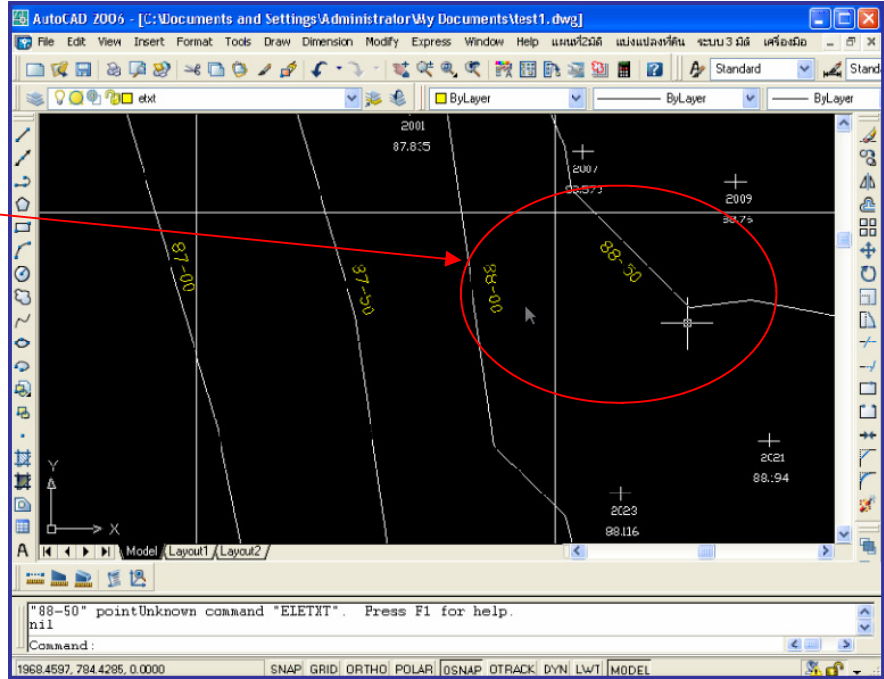 AutoCAD 2006 - [C:\Documents and Settings\Administrator\My Documents\test1.dwg]
File Edit View Insert Format Tools Draw Dimension Modify Express Window Help แผนที่2มิติ แบ่งแปลงที่ดิน ระบบ 3 มิติ เครื่องมือ
Standard Stand
etxt ByLayer ByLayer ByLayer
2001
87.835
2007
2009
87-00
87-50
88-00
88-50
2021
88.194
2023
88.116
Y
X
Model Layout1 Layout2
"88-50" pointUnknown command "ELETXT". Press F1 for help.
nil
Command:
1968.4597, 784.4285, 0.0000 SNAP GRID ORTHO POLAR OSNAP OTRACK DYN LWT MODEL